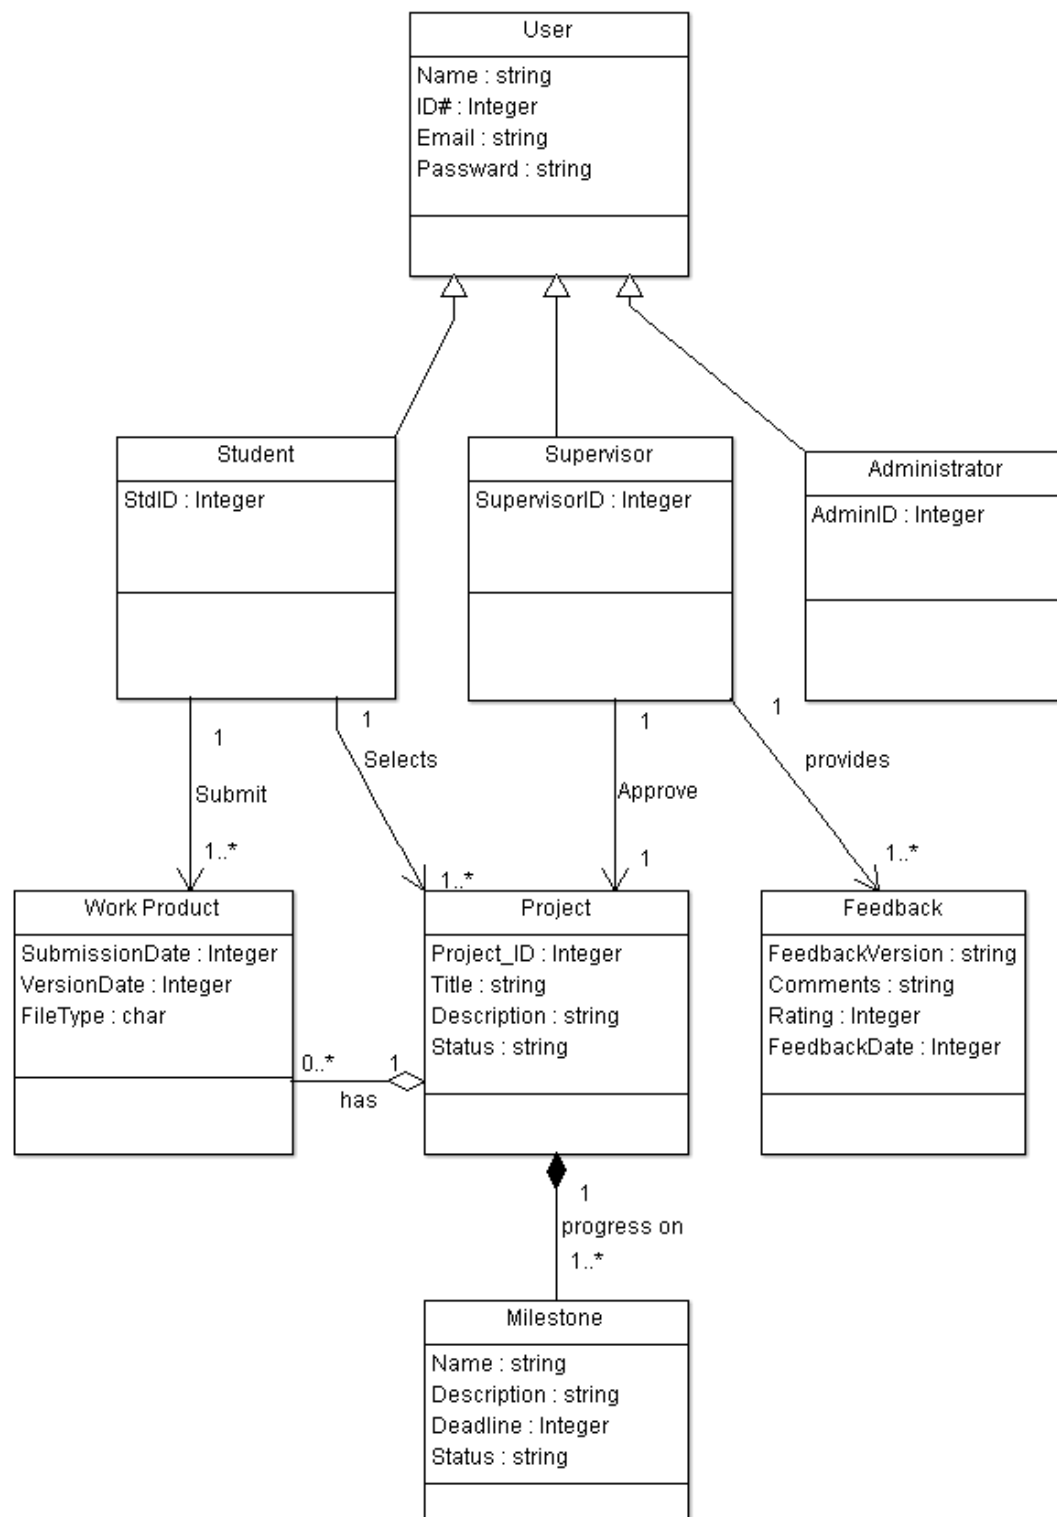 User
Name : string
ID# : Integer
Email : string
Passward : string
Student
StdID : Integer
Supervisor
SupervisorID : Integer
Administrator
AdminID : Integer
1
Submit
1..*
1
Selects
1..*
1
Approve
1
1
provides
1..*
Work Product
SubmissionDate : Integer
VersionDate : Integer
FileType : char
Project
Project_ID : Integer
Title : string
Description : string
Status : string
Feedback
FeedbackVersion : string
Comments : string
Rating : Integer
FeedbackDate : Integer
0..*
1
has
1
progress on
1..*
Milestone
Name : string
Description : string
Deadline : Integer
Status : string